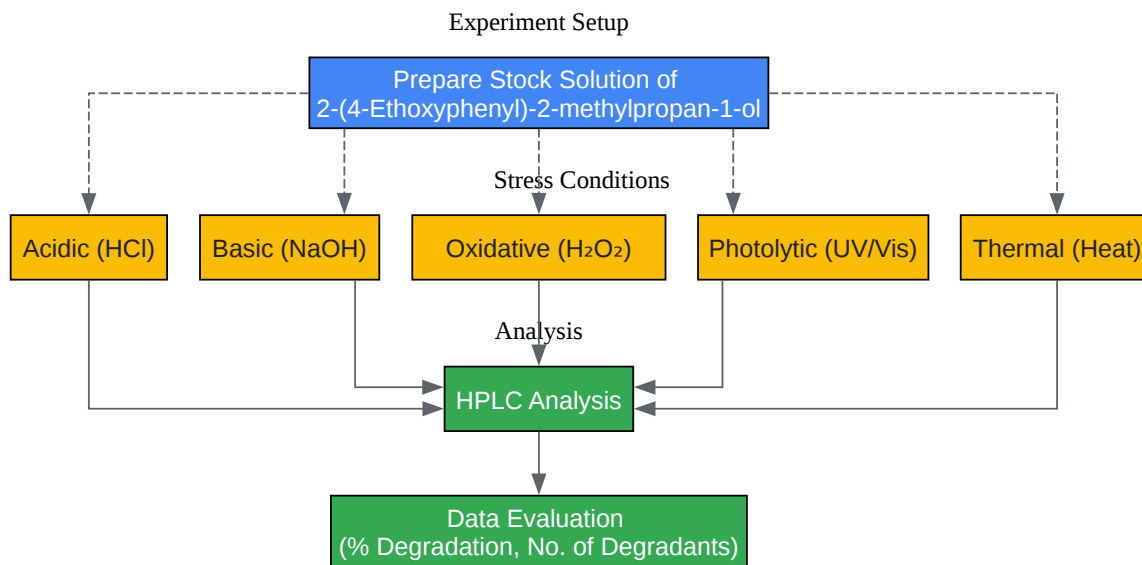 Experiment Setup
Prepare Stock Solution of
2-(4-Ethoxyphenyl)-2-methylpropan-1-ol
Stress Conditions
Acidic (HCl)
Basic (NaOH)
Oxidative (H₂O₂)
Photolytic (UV/Vis)
Thermal (Heat)
Analysis
HPLC Analysis
Data Evaluation
(% Degradation, No. of Degradants)